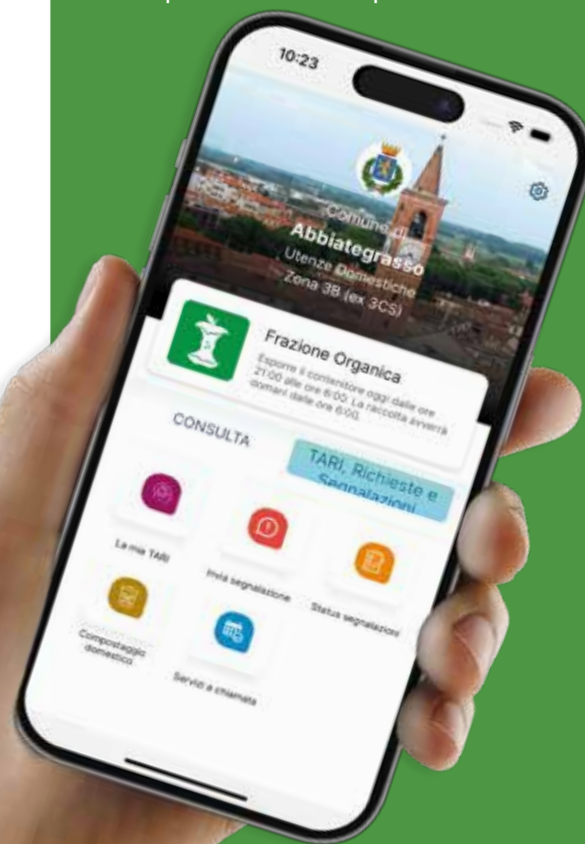 10:23
Comune di
Abbiategrasso
Utenze Domestiche
Zona 3B (ex 3CS)
Frazione Organica
Esporre il contenitore oggi dalle ore
21:00 alle ore 6:00. La raccolta avverrà
domani dalle ore 6:00.
CONSULTA
TARI, Richieste e
Segnalazioni
La mia TARI
Invia segnalazione
Status segnalazioni
Compostaggio
domestico
Servizi a chiamata